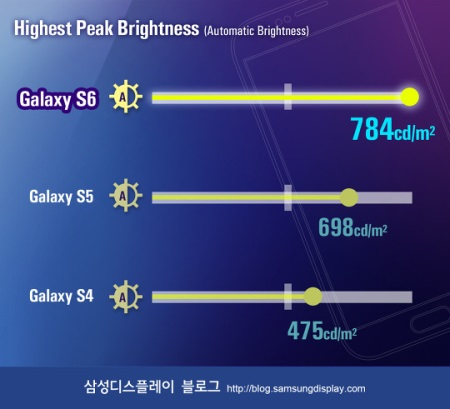 Highest Peak Brightness (Automatic Brightness)
Galaxy S6 A
784cd/m²
Galaxy S5 A
698cd/m²
Galaxy S4 A
475cd/m²
삼성디스플레이 블로그 http://blog.samsungdisplay.com